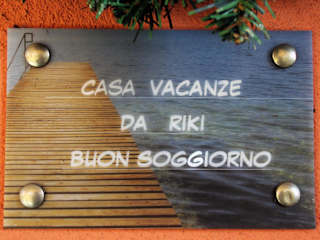 CASA VACANZE
DA RIKI
BUON SOGGIORNO